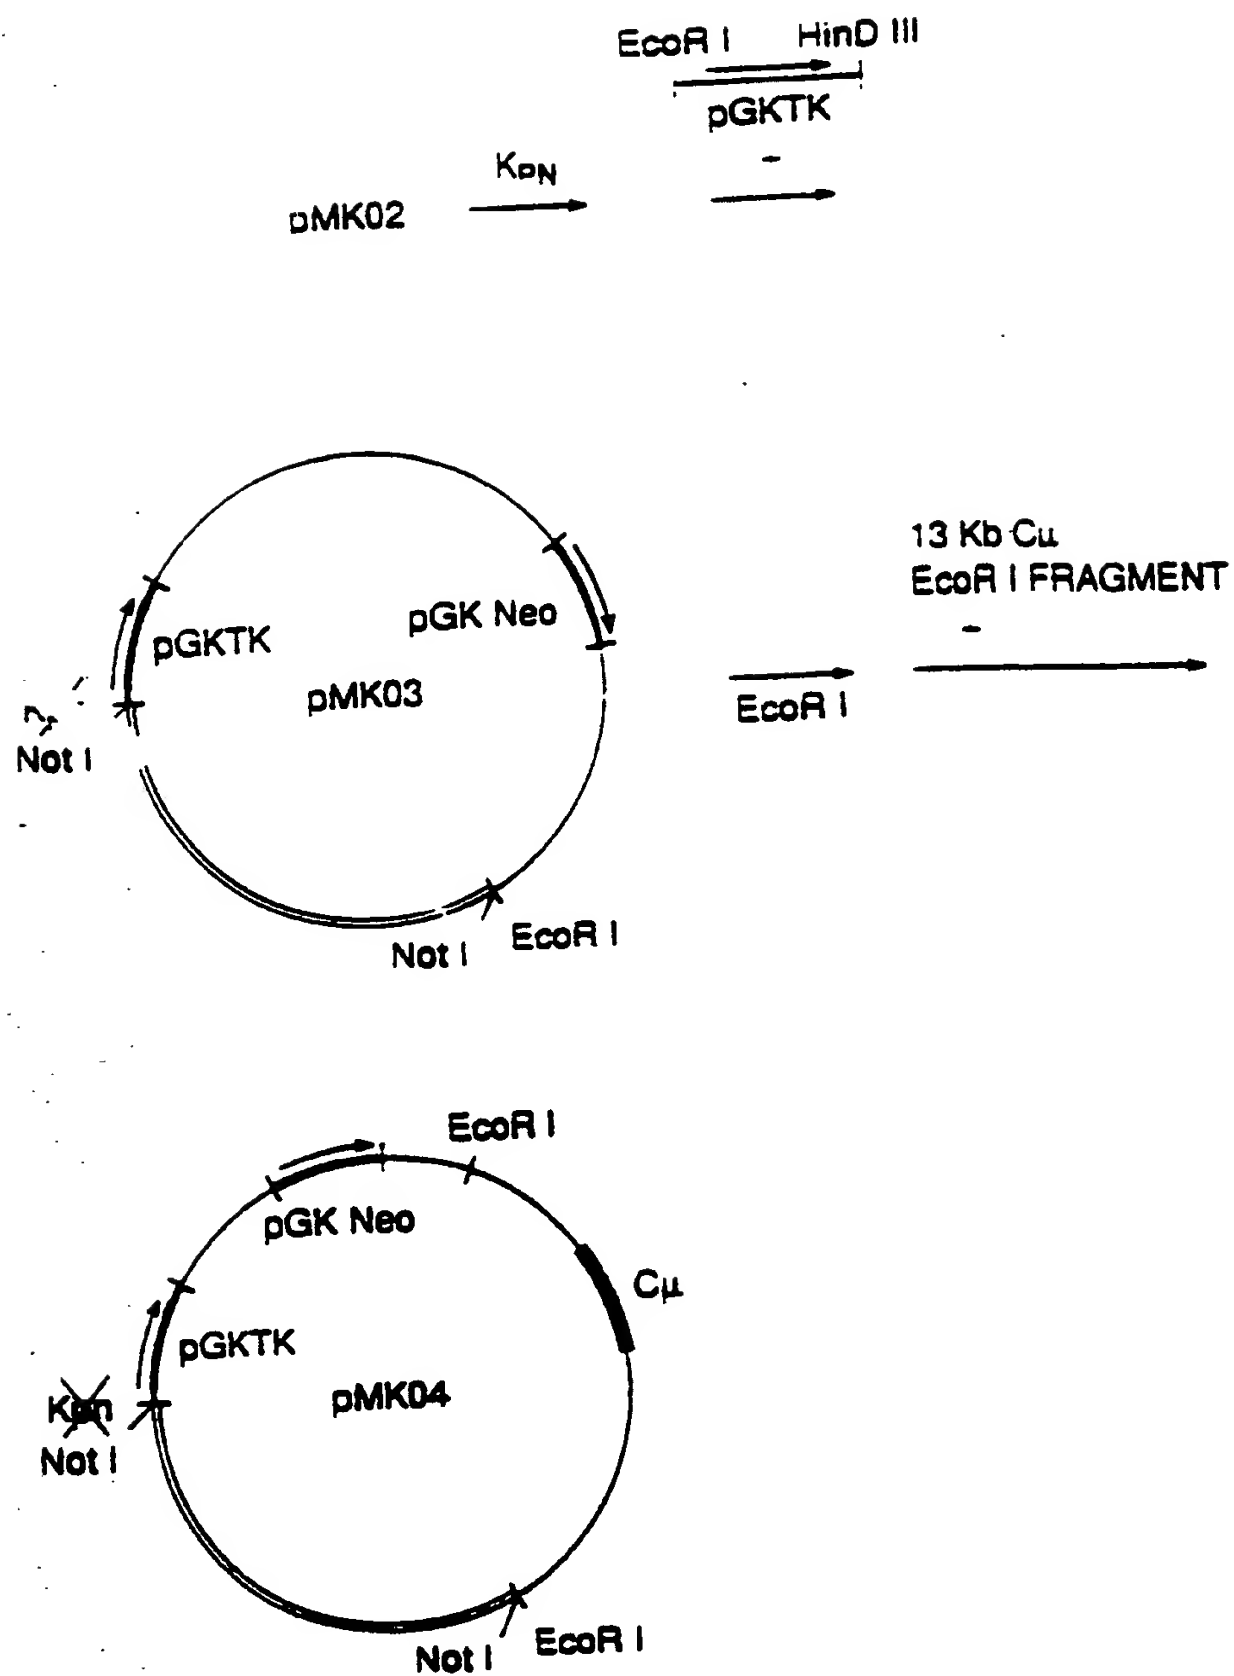 EcoR I HinD III
pGKTK
KpN
pMK02
13 Kb Cµ
EcoR I FRAGMENT
pGK Neo
pGKTK
pMK03
EcoR I
Not I
EcoR I
Not I
EcoR I
pGK Neo
Cµ
pGKTK
pMK04
Kpn
Not I
EcoR I
Not I